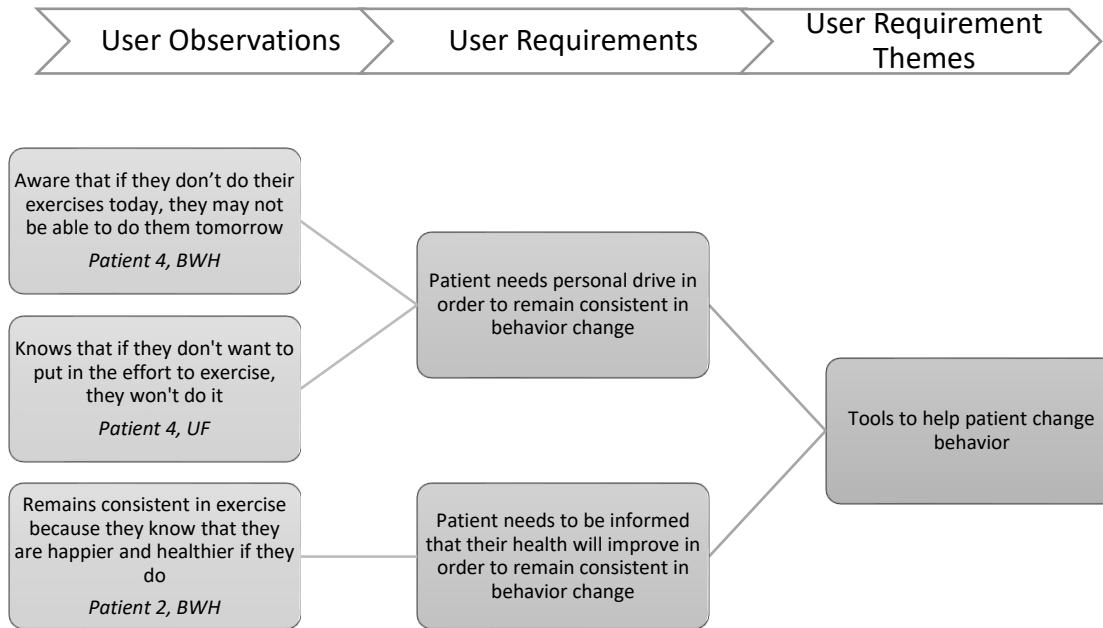 User Observations
User Requirements
User Requirement
Themes
Aware that if they don’t do their
exercises today, they may not
be able to do them tomorrow
Patient 4, BWH
Knows that if they don't want to
put in the effort to exercise,
they won't do it
Patient 4, UF
Remains consistent in exercise
because they know that they
are happier and healthier if they
do
Patient 2, BWH
Patient needs personal drive in
order to remain consistent in
behavior change
Patient needs to be informed
that their health will improve in
order to remain consistent in
behavior change
Tools to help patient change
behavior